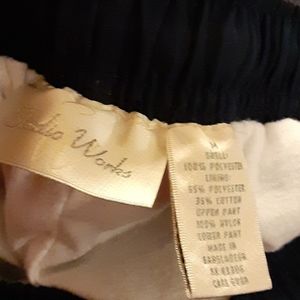 Studio Works
M
SHELL:
100% POLYESTER
LINING:
65% POLYESTER
35% COTTON
UPPER PART
100% NYLON
LOWER PART
MADE IN
BANGLADESH
CARE OVER